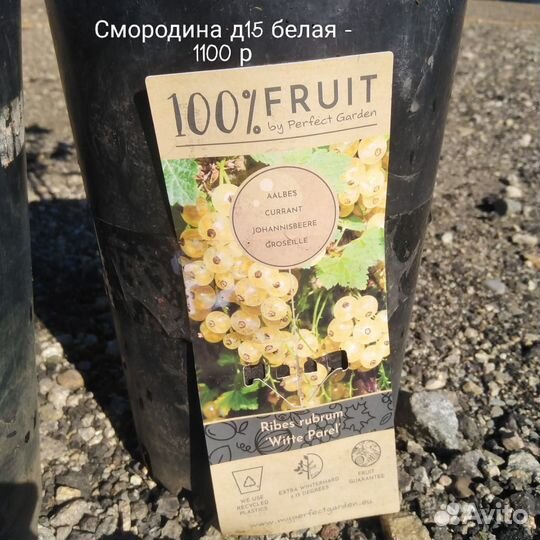 Смородина д15 белая -
1100 р
100% FRUIT
by Perfect Garden
AALBES
CURRANT
JOHANNISBEERE
GROSEILLE
Ribes rubrum
'Witte Parel'
WE USE
RECYCLED
PLASTICS
EXTRA WINTERHARD
FRUIT
GUARANTEE
www.myperfectgarden.eu
Avito